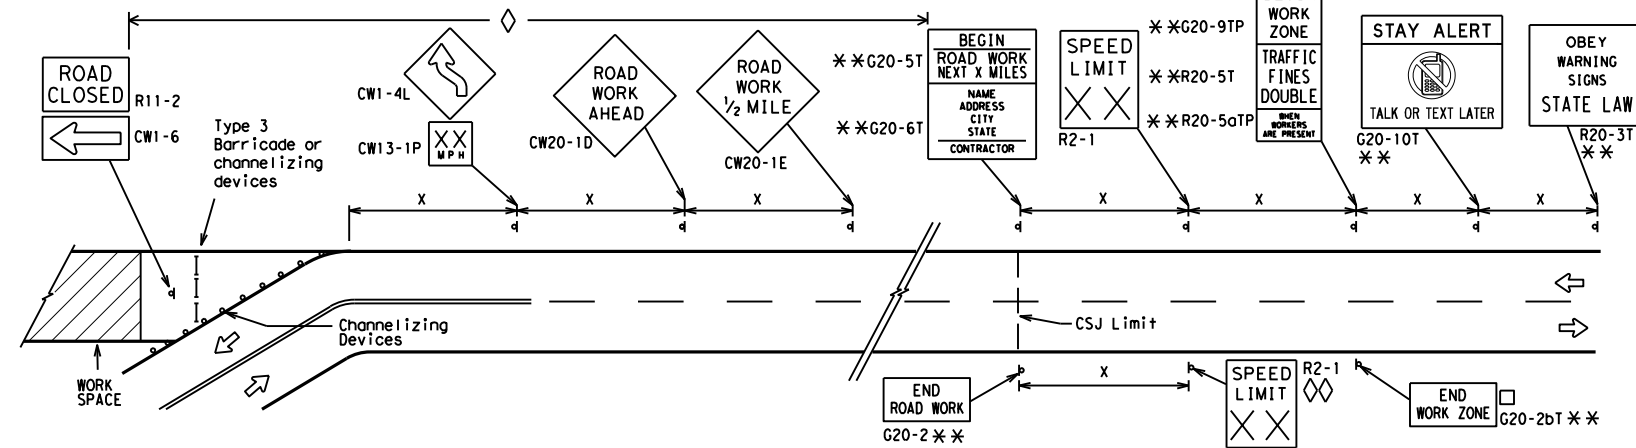 ROAD
CLOSED
R11-2
CW1-6
Type 3
Barricade or
channelizing
devices
CW1-4L
XX
MPH
CW13-1P
ROAD
WORK
AHEAD
CW20-1D
ROAD
WORK
1/2 MILE
CW20-1E
**G20-5T
**G20-6T
BEGIN
ROAD WORK
NEXT X MILES
NAME
ADDRESS
CITY
STATE
CONTRACTOR
SPEED
LIMIT
XX
R2-1
**G20-9TP
**R20-5T
**R20-5aTP
WORK
ZONE
TRAFFIC
FINES
DOUBLE
WHEN
WORKERS
ARE PRESENT
STAY ALERT
TALK OR TEXT LATER
G20-10T
**
OBEY
WARNING
SIGNS
STATE LAW
R20-3T
**
X
X
X
X
X
X
X
Channelizing
Devices
CSJ Limit
WORK
SPACE
END
ROAD WORK
G20-2**
X
SPEED
LIMIT
XX
R2-1
END
WORK ZONE
G20-2bT **